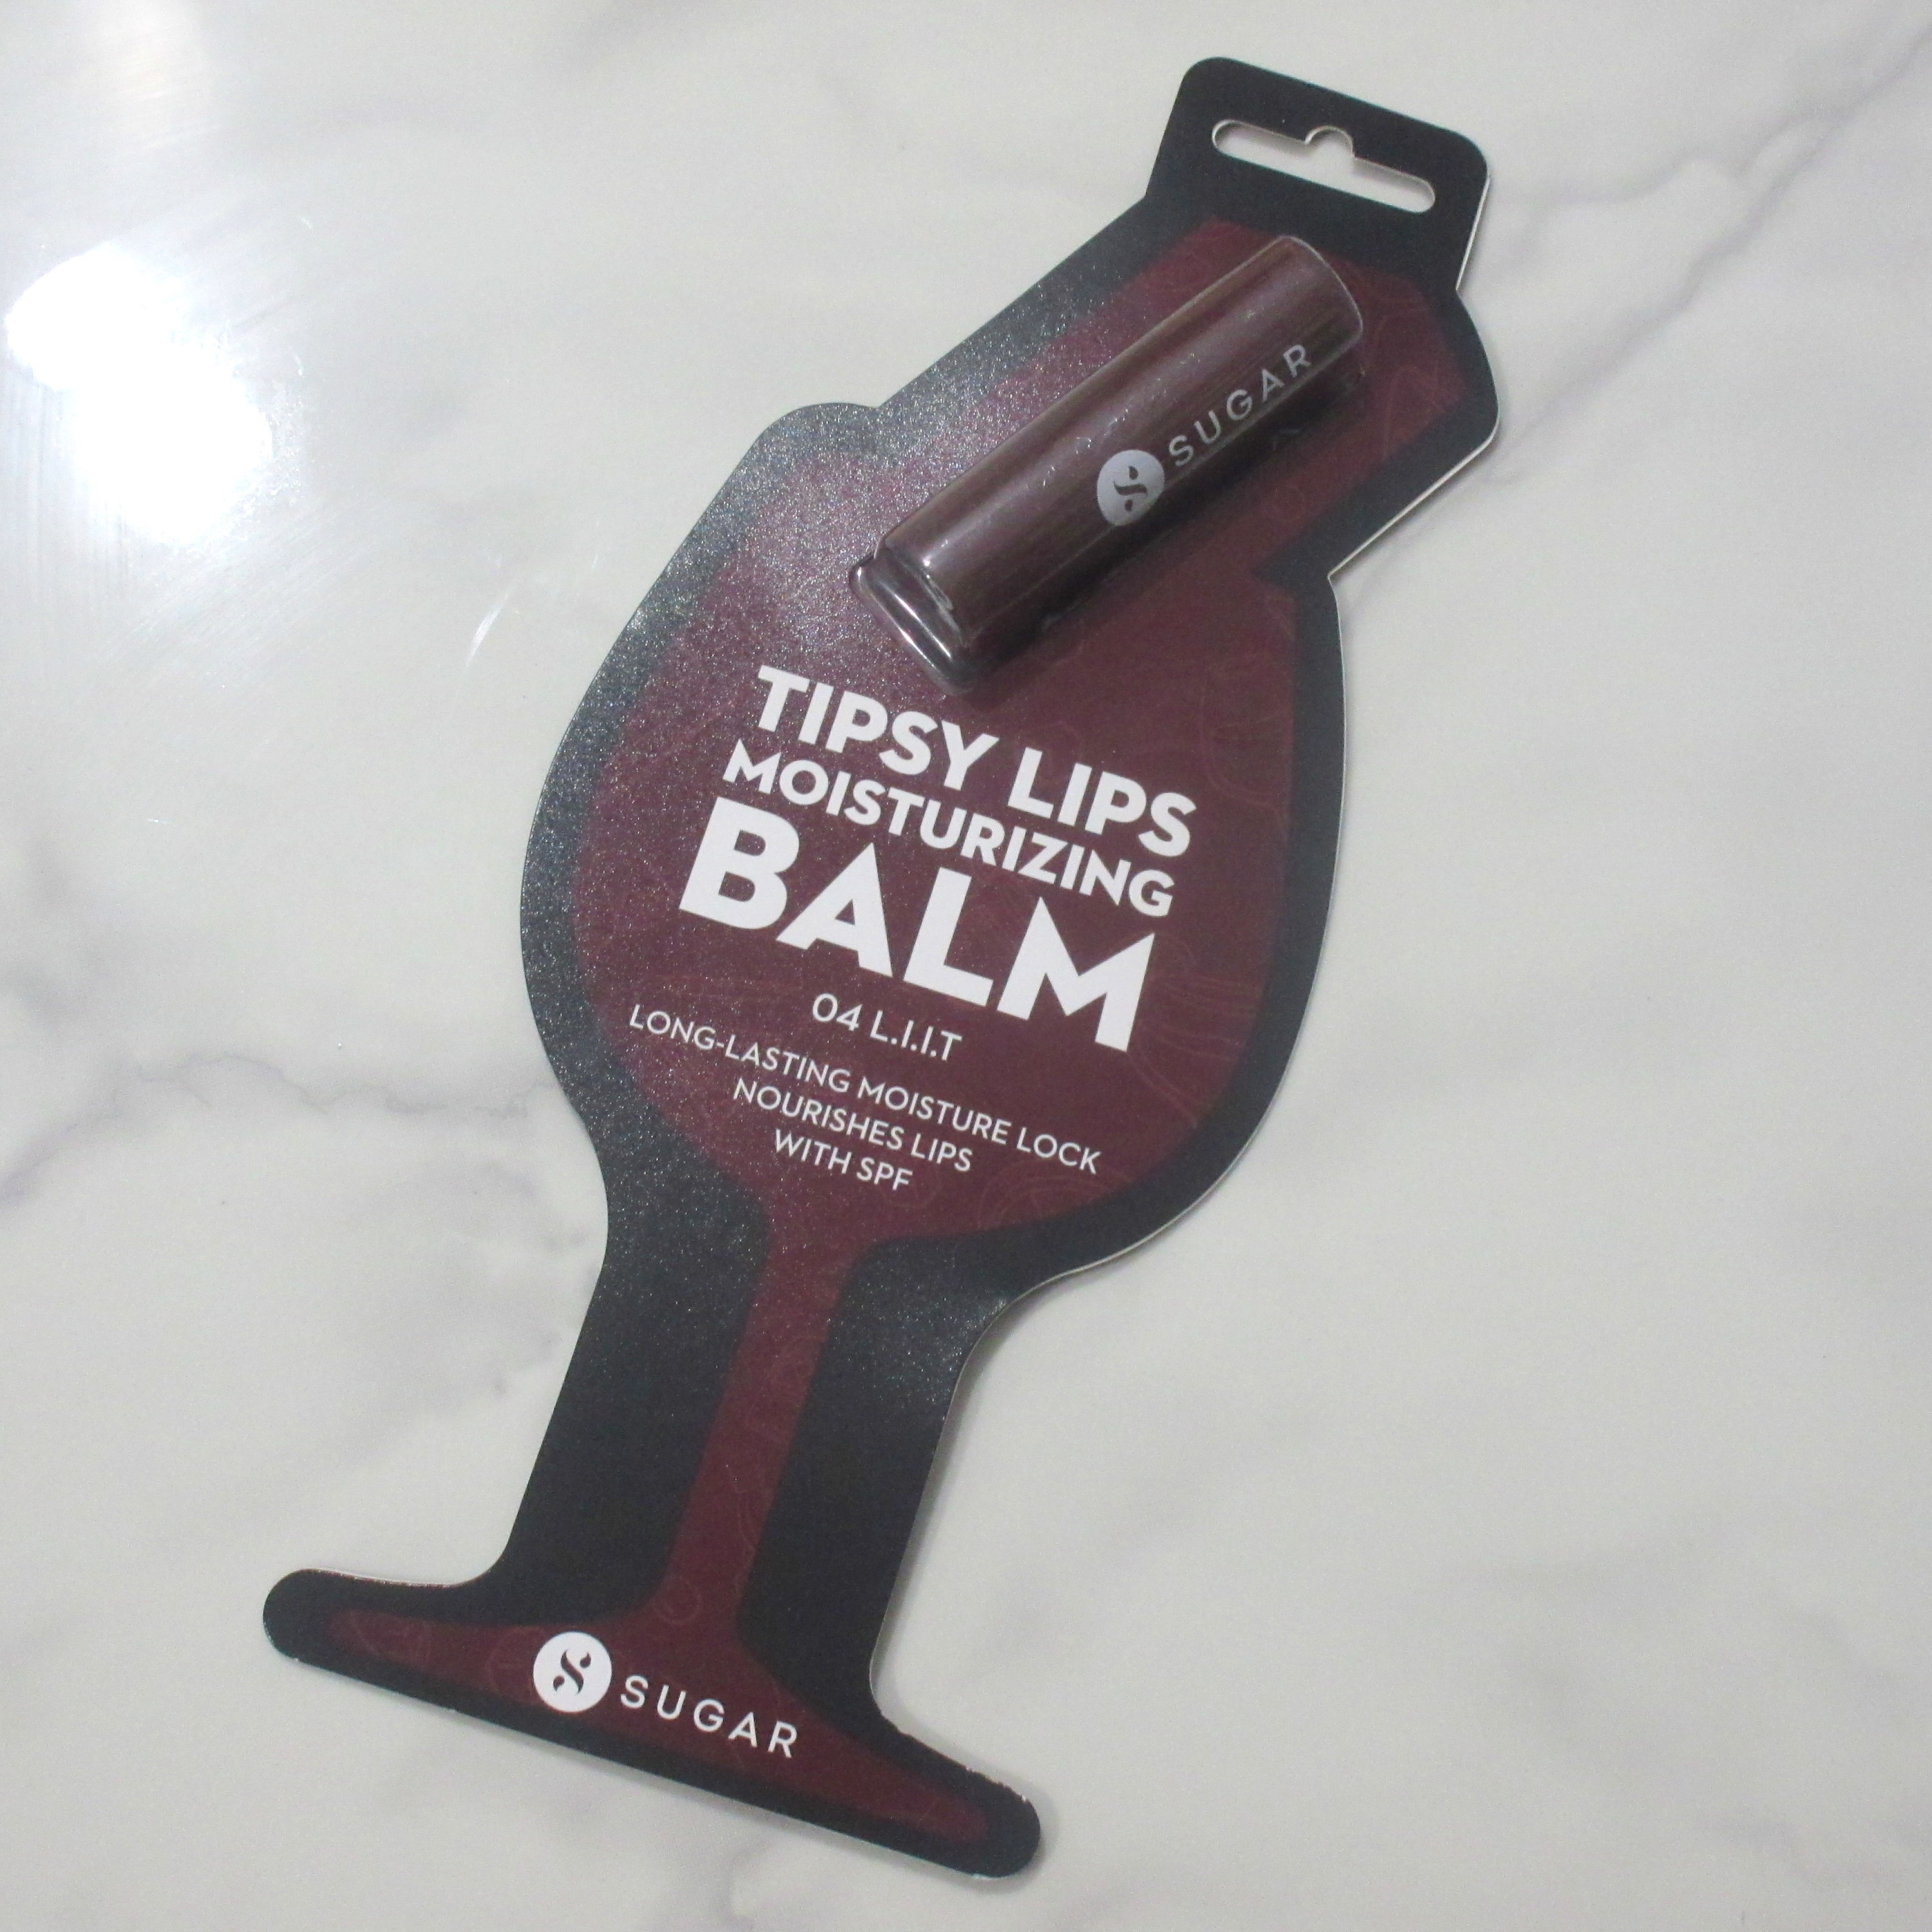 SUGAR
TIPSY LIPS
MOISTURIZING
BALM
04 L.I.I.T
LONG-LASTING MOISTURE LOCK
NOURISHES LIPS
WITH SPF
SUGAR